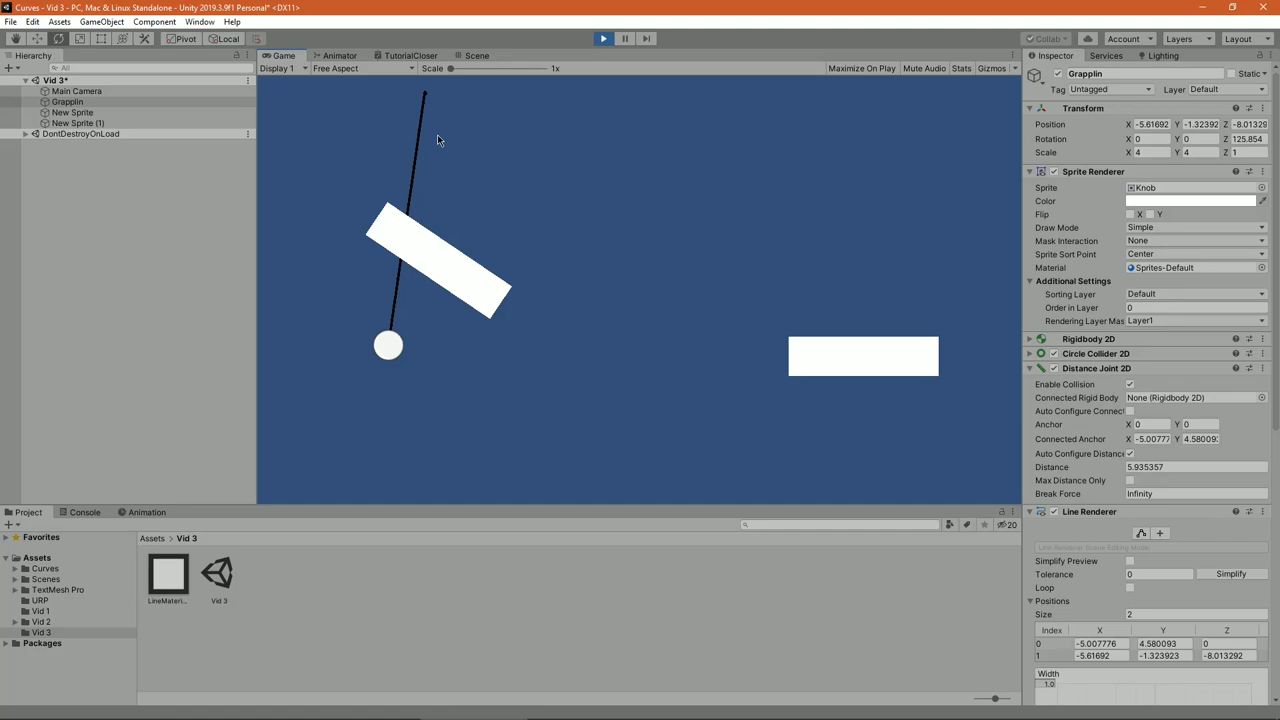 Curves - Vid 3 - PC, Mac & Linux Standalone - Unity 2019.3.9f1 Personal* <DX11>
File Edit Assets GameObject Component Window Help
Pivot Local Collab Account Layers Layout
Hierarchy
All
Vid 3*
Main Camera
Grapplin
New Sprite
New Sprite (1)
DontDestroyOnLoad
Game Animator TutorialCloser Scene
Display 1 Free Aspect Scale 1x Maximize On Play Mute Audio Stats Gizmos
Inspector Services Lighting
Grapplin Static
Tag Untagged Layer Default
Transform
Position X -5.61692 Y -1.32392 Z -8.01329
Rotation X 0 Y 0 Z 125.854
Scale X 4 Y 4 Z 1
Sprite Renderer
Sprite Knob
Color
Flip X Y
Draw Mode Simple
Mask Interaction None
Sprite Sort Point Center
Material Sprites-Default
Additional Settings
Sorting Layer Default
Order in Layer 0
Rendering Layer Mas Layer1
Rigidbody 2D
Circle Collider 2D
Distance Joint 2D
Enable Collision
Connected Rigid Body None (Rigidbody 2D)
Auto Configure Connect
Anchor X 0 Y 0
Connected Anchor X -5.00777 Y 4.58009
Auto Configure Distanc
Distance 5.935357
Max Distance Only
Break Force Infinity
Line Renderer
Line Renderer Scene Editing Mode
Simplify Preview
Tolerance 0 Simplify
Loop
Positions
Size 2
Index X Y Z
0 -5.007776 4.580093 0
1 -5.61692 -1.323923 -8.013292
Width
1.0
Project Console Animation
20
Favorites
Assets
Curves
Scenes
TextMesh Pro
URP
Vid 1
Vid 2
Vid 3
Packages
Assets > Vid 3
LineMateri... Vid 3